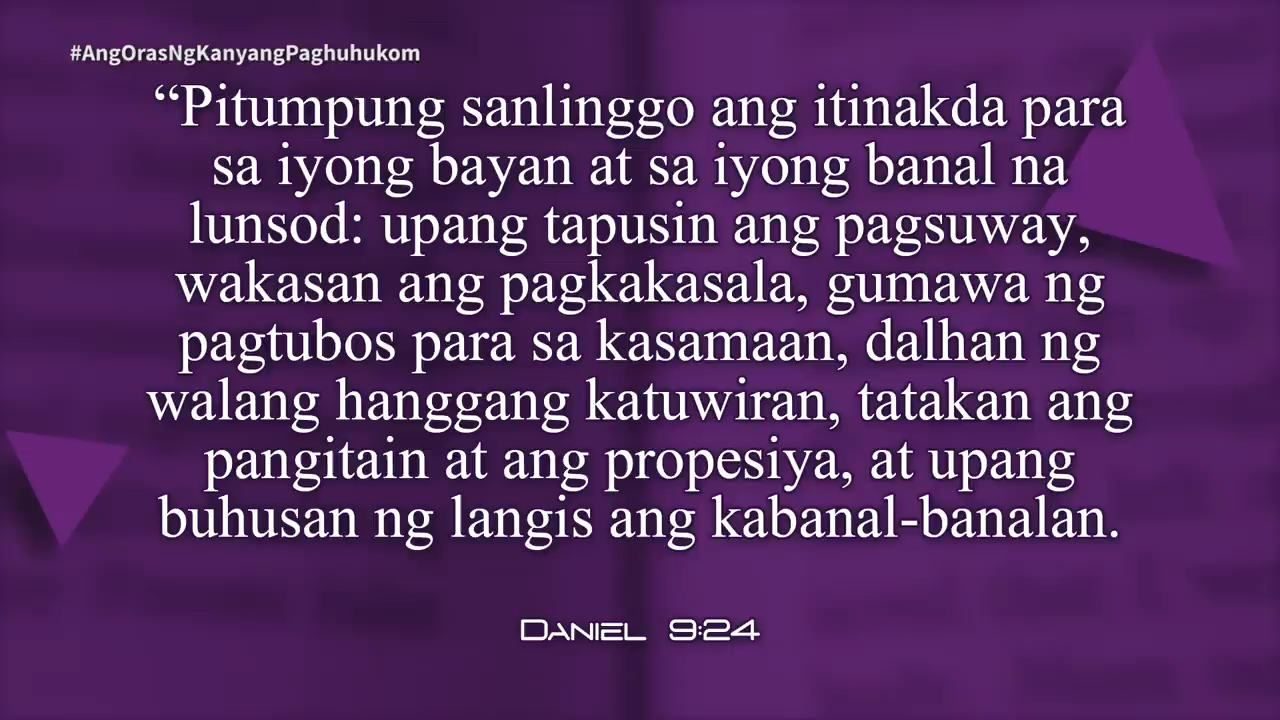 #AngOrasNgKanyangPaghuhukom
“Pitumpung sanlinggo ang itinakda para
sa iyong bayan at sa iyong banal na
lunsod: upang tapusin ang pagsuway,
wakasan ang pagkakasala, gumawa ng
pagtubos para sa kasamaan, dalhan ng
walang hanggang katuwiran, tatakan ang
pangitain at ang propesiya, at upang
buhusan ng langis ang kabanal-banalan.
Daniel 9:24